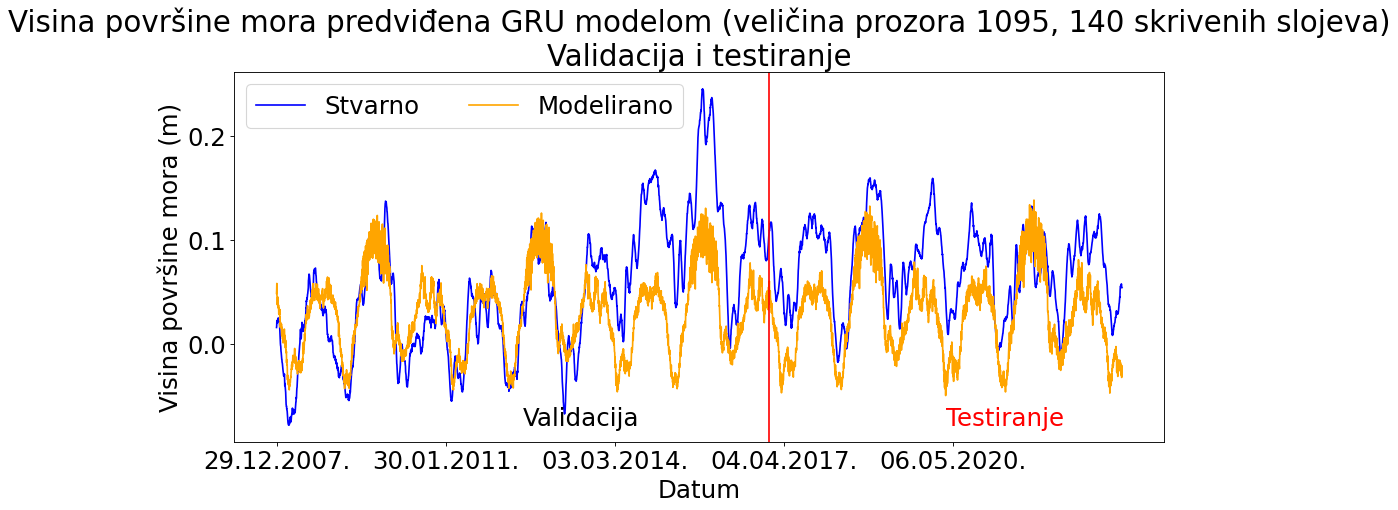 Visina površine mora predviđena GRU modelom (veličina prozora 1095, 140 skrivenih slojeva)
Validacija i testiranje
Stvarno
Modelirano
Visina površine mora (m)
0.2
0.1
0.0
Validacija
Testiranje
29.12.2007.
30.01.2011.
03.03.2014.
04.04.2017.
06.05.2020.
Datum